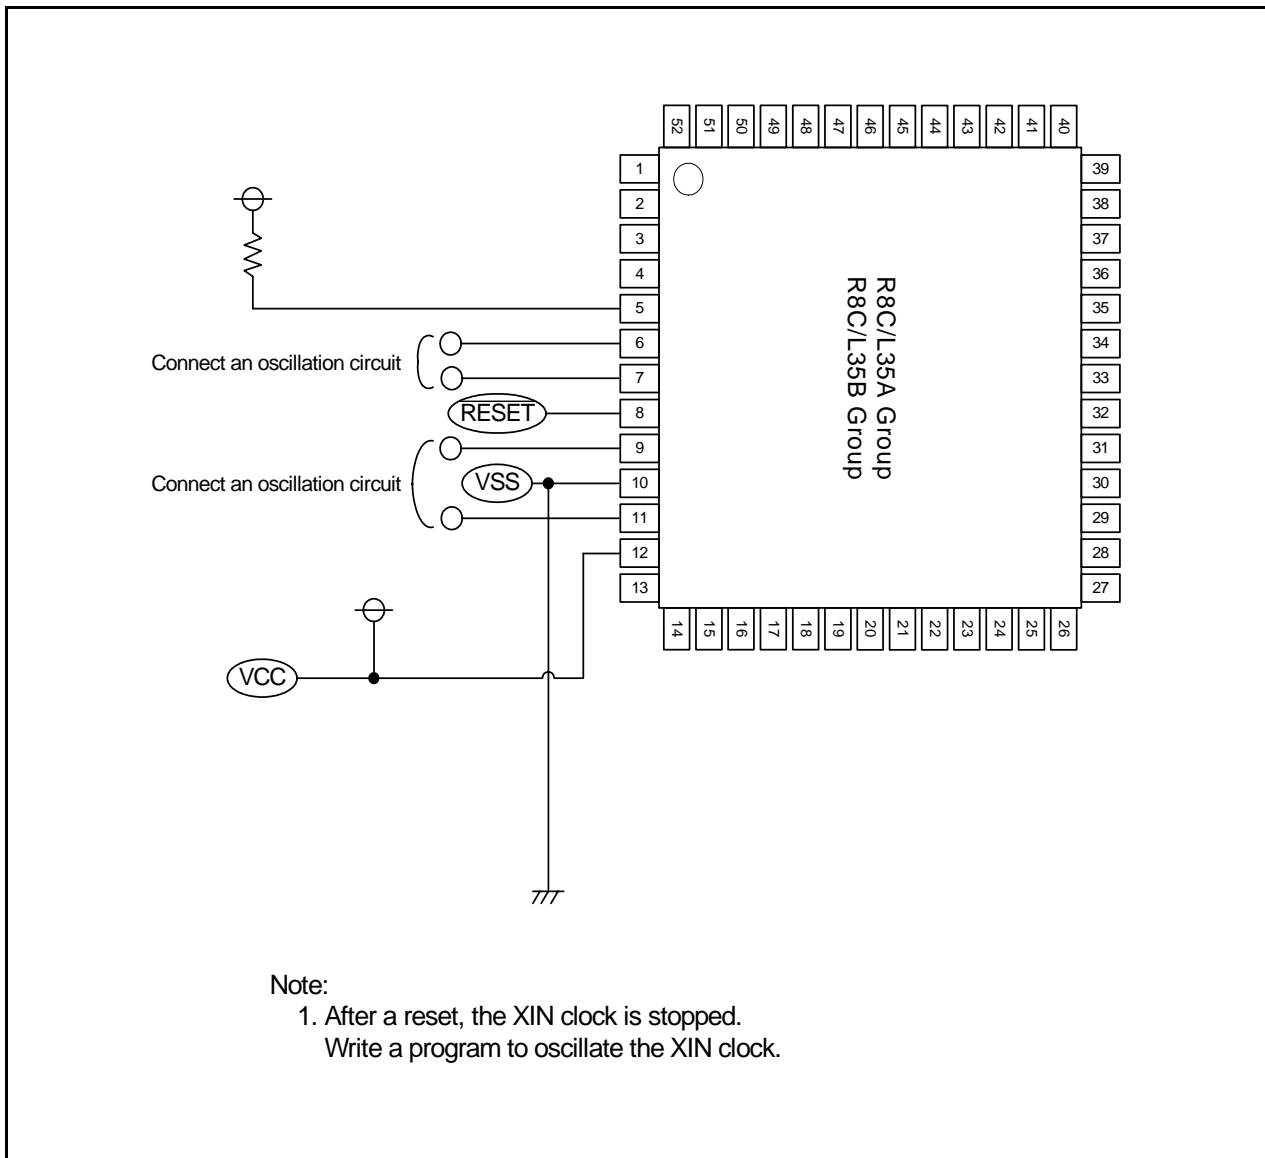 52 51 50 49 48 47 46 45 44 43 42 41 40
1 39
2 38
3 37
4 36
5 35
6 34
Connect an oscillation circuit
7 33
RESET 8 32
9 31
Connect an oscillation circuit VSS 10 30
11 29
12 28
13 27
R8C/L35A Group
R8C/L35B Group
14 15 16 17 18 19 20 21 22 23 24 25 26
VCC
Note:
1. After a reset, the XIN clock is stopped.
Write a program to oscillate the XIN clock.